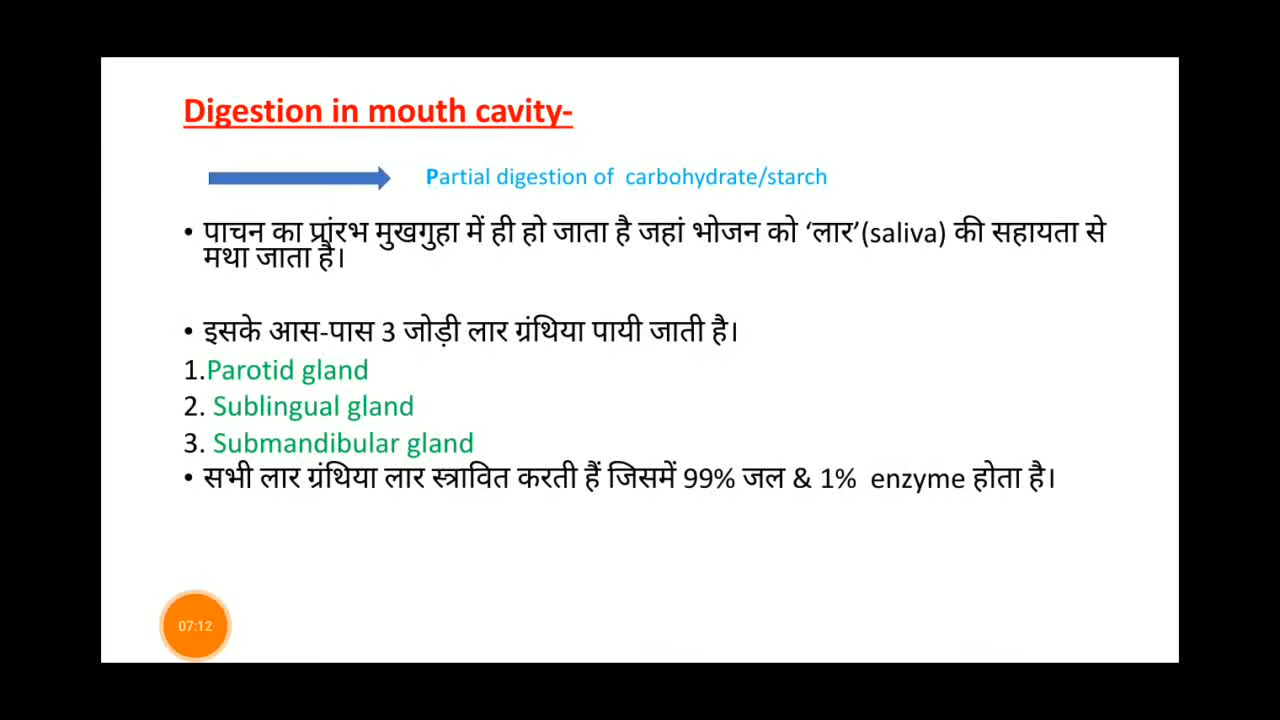 Digestion in mouth cavity-
Partial digestion of carbohydrate/starch
• पाचन का प्रांरभ मुखगुहा में ही हो जाता है जहां भोजन को ‘लार’(saliva) की सहायता से
मथा जाता है।
• इसके आस-पास 3 जोड़ी लार ग्रंथिया पायी जाती है।
1.Parotid gland
2. Sublingual gland
3. Submandibular gland
• सभी लार ग्रंथिया लार स्त्रावित करती हैं जिसमें 99% जल & 1% enzyme होता है।
07:12